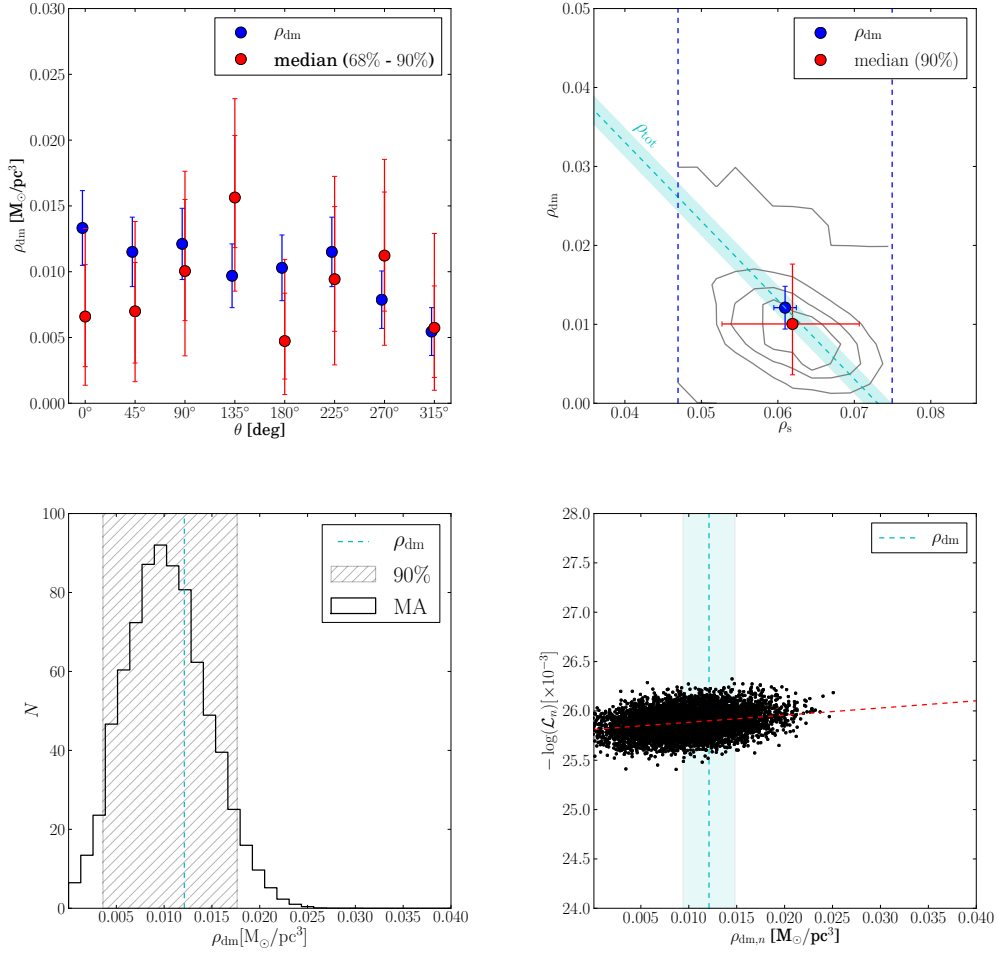 0.030
0.025
0.020
0.015
0.010
0.005
0.000
ρdm [M⊙/pc³]
ρdm
median (68% - 90%)
0° 45° 90° 135° 180° 225° 270° 315°
θ [deg]
0.05
0.04
0.03
0.02
0.01
0.00
ρdm
ρdm
median (90%)
ρtot
0.04 0.05 0.06 0.07 0.08
ρs
100
80
60
40
20
0
N
ρdm
90%
MA
0.005 0.010 0.015 0.020 0.025 0.030 0.035 0.040
ρdm[M⊙/pc³]
28.0
27.5
27.0
26.5
26.0
25.5
25.0
24.5
24.0
− log(ℒn)[×10⁻³]
ρdm
0.005 0.010 0.015 0.020 0.025 0.030 0.035 0.040
ρdm,n [M⊙/pc³]